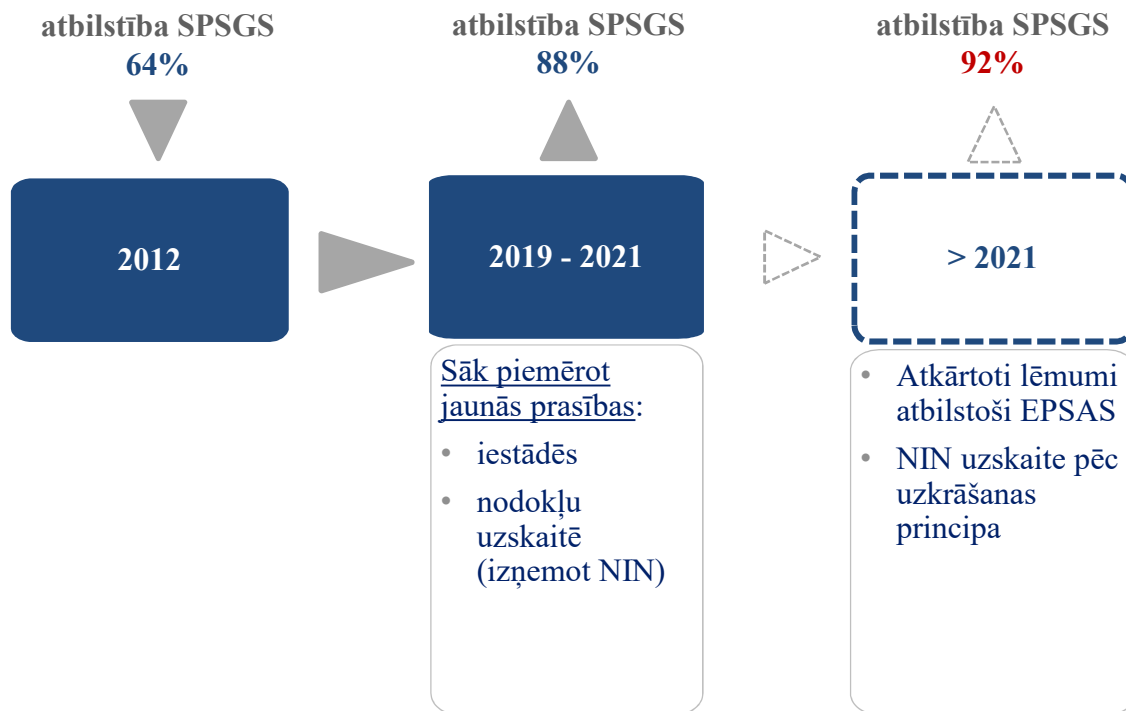 atbilstība SPSGS
64%
atbilstība SPSGS
88%
atbilstība SPSGS
92%
2012
2019 - 2021
> 2021
Sāk piemērot
jaunās prasības:
• iestādēs
• nodokļu
uzskaitē
(izņemot NIN)
• Atkārtoti lēmumi
atbilstoši EPSAS
• NIN uzskaite pēc
uzkrāšanas
principa